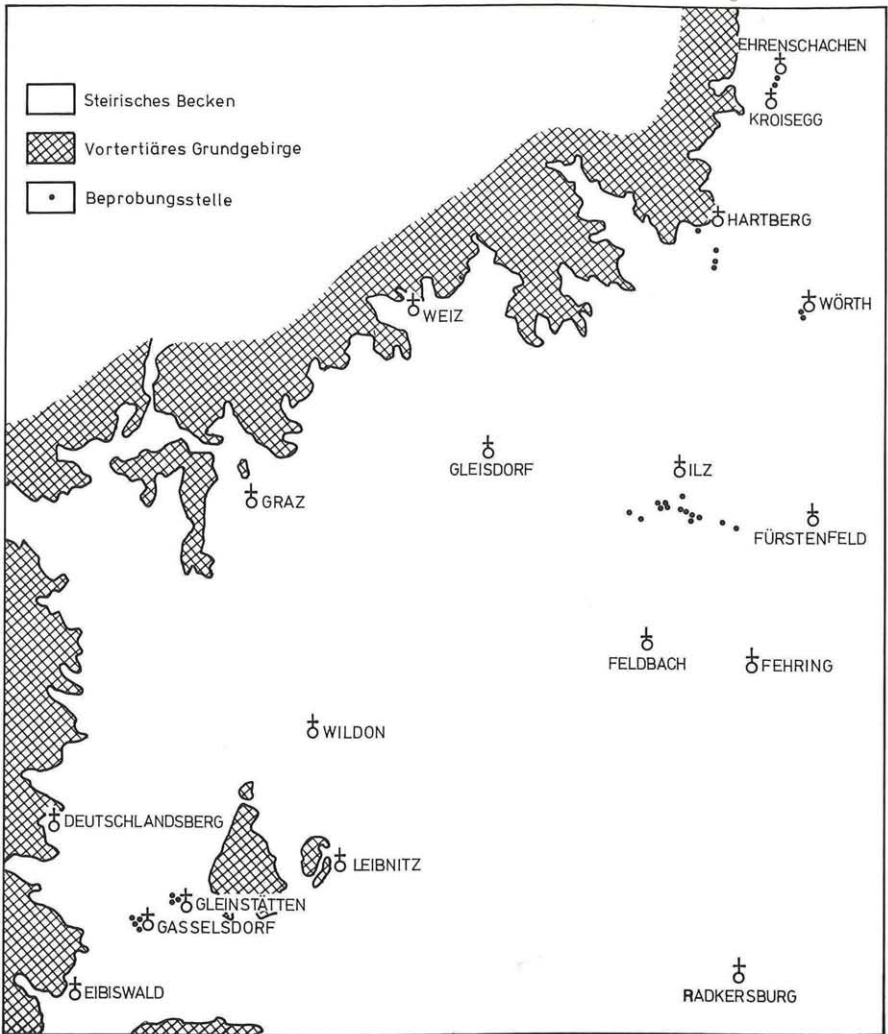 EHRENSCHACHEN
Steirisches Becken
KROISEGG
Vortertiäres Grundgebirge
Beprobungsstelle
HARTBERG
WÖRTH
WEIZ
GLEISDORF
ILZ
GRAZ
FÜRSTENFELD
FELDBACH
FEHRING
WILDON
DEUTSCHLANDSBERG
LEIBNITZ
GLEINSTÄTTEN
GASSELSDORF
EIBISWALD
RADKERSBURG